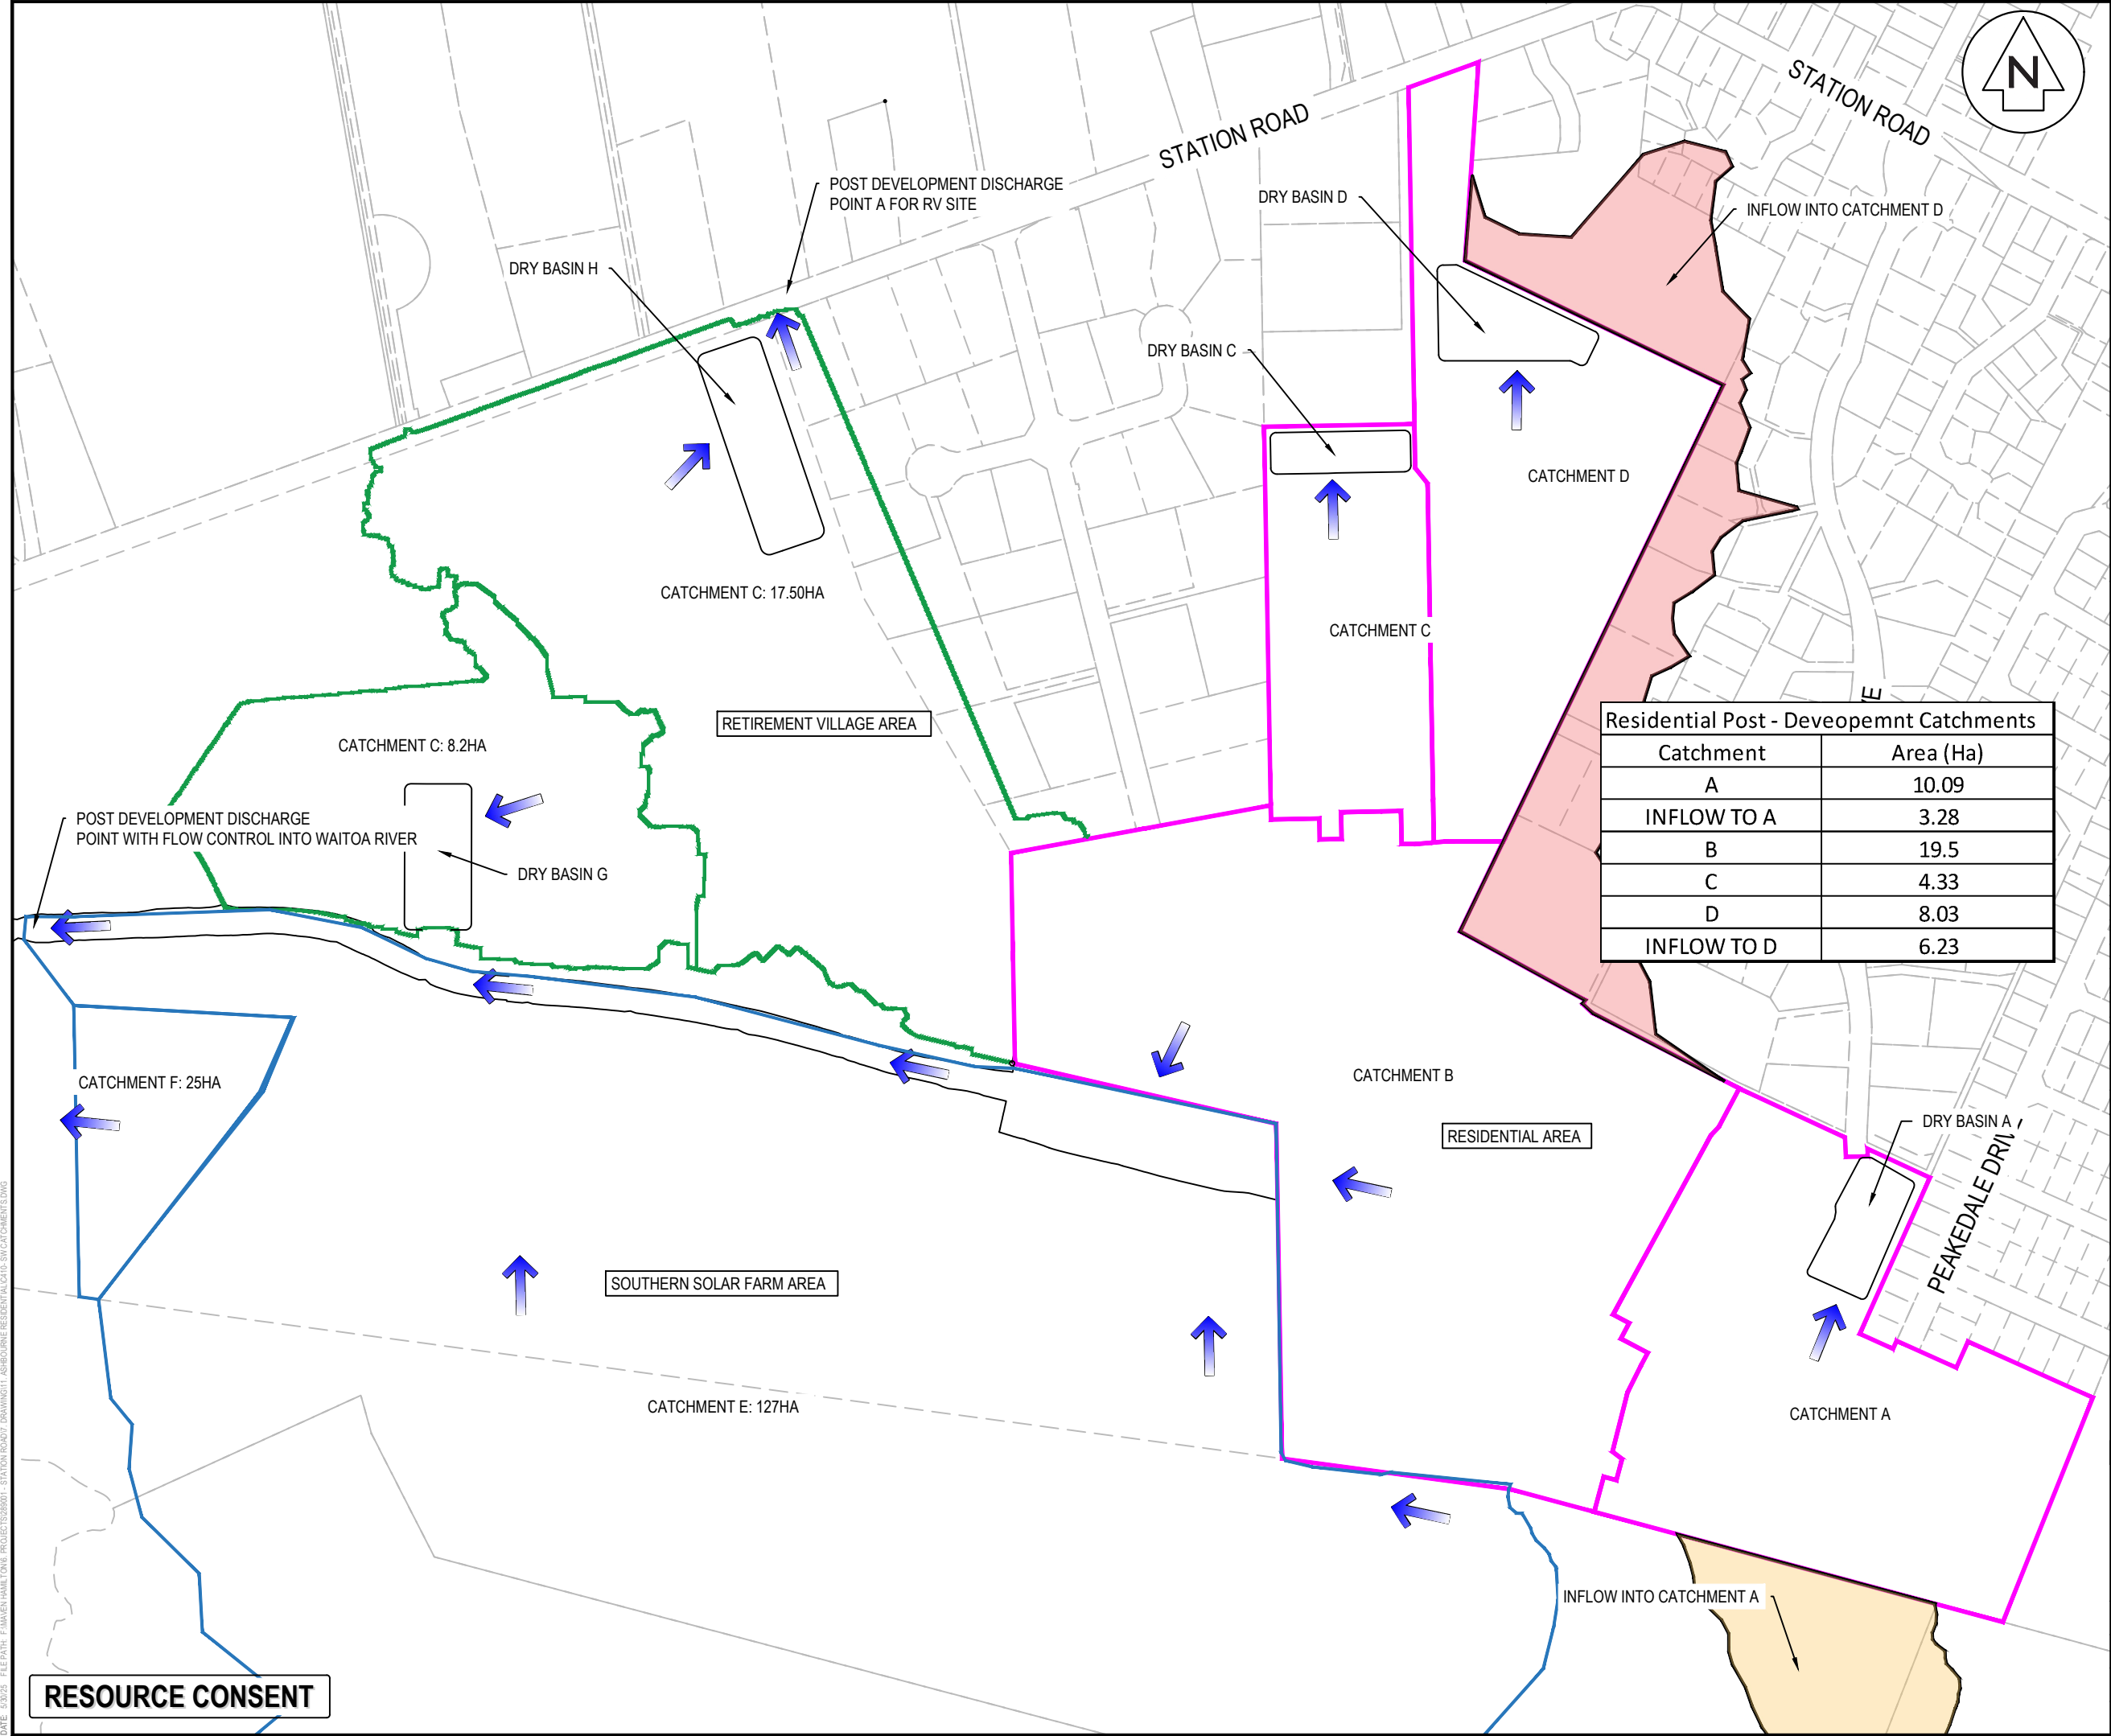 N
STATION ROAD
STATION ROAD
POST DEVELOPMENT DISCHARGE
POINT A FOR RV SITE
DRY BASIN D
INFLOW INTO CATCHMENT D
DRY BASIN H
DRY BASIN C
CATCHMENT D
CATCHMENT C: 17.50HA
CATCHMENT C
RETIREMENT VILLAGE AREA
CATCHMENT C: 8.2HA
VE
Residential Post - Deveopemnt Catchments
Catchment Area (Ha)
A 10.09
INFLOW TO A 3.28
B 19.5
C 4.33
D 8.03
INFLOW TO D 6.23
POST DEVELOPMENT DISCHARGE
POINT WITH FLOW CONTROL INTO WAITOA RIVER
DRY BASIN G
CATCHMENT F: 25HA
CATCHMENT B
RESIDENTIAL AREA
DRY BASIN A
PEAKEDALE DRIV
SOUTHERN SOLAR FARM AREA
CATCHMENT E: 127HA
CATCHMENT A
INFLOW INTO CATCHMENT A
RESOURCE CONSENT